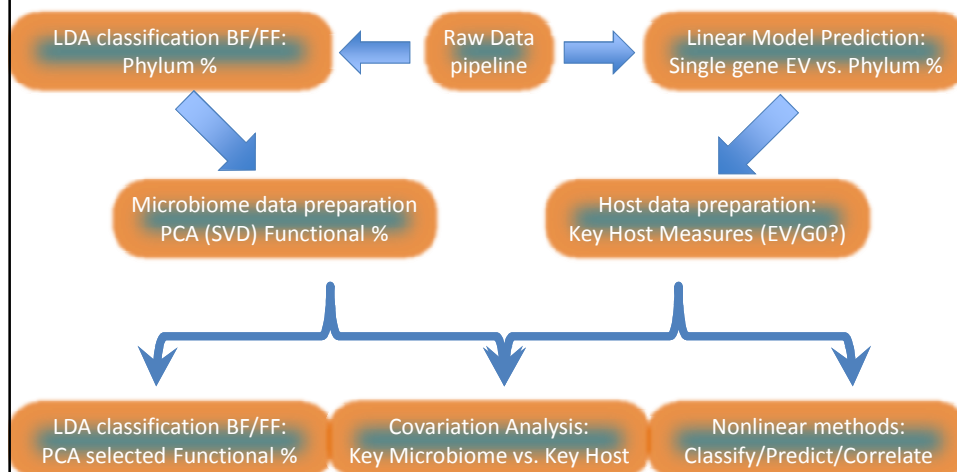 LDA classification BF/FF:
Phylum %
Raw Data
pipeline
Linear Model Prediction:
Single gene EV vs. Phylum %
Microbiome data preparation
PCA (SVD) Functional %
Host data preparation:
Key Host Measures (EV/G0?)
LDA classification BF/FF:
PCA selected Functional %
Covariation Analysis:
Key Microbiome vs. Key Host
Nonlinear methods:
Classify/Predict/Correlate